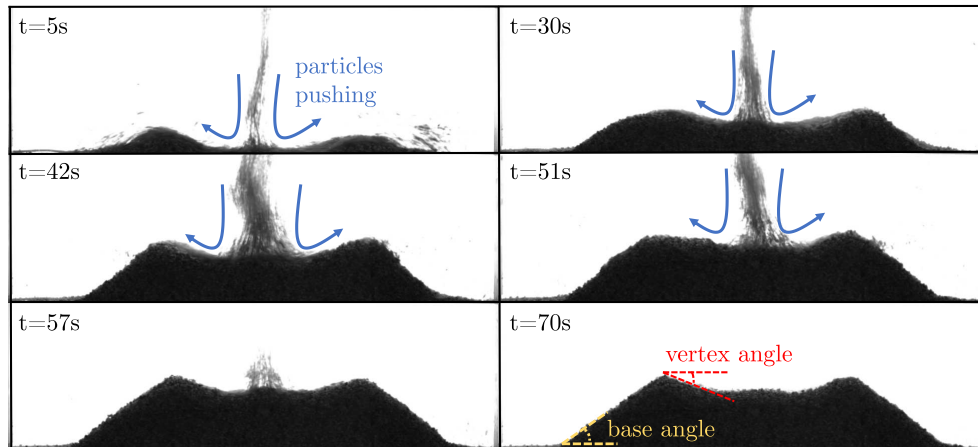 t=5s
particles
pushing
t=30s
t=42s
t=51s
t=57s
t=70s
vertex angle
base angle